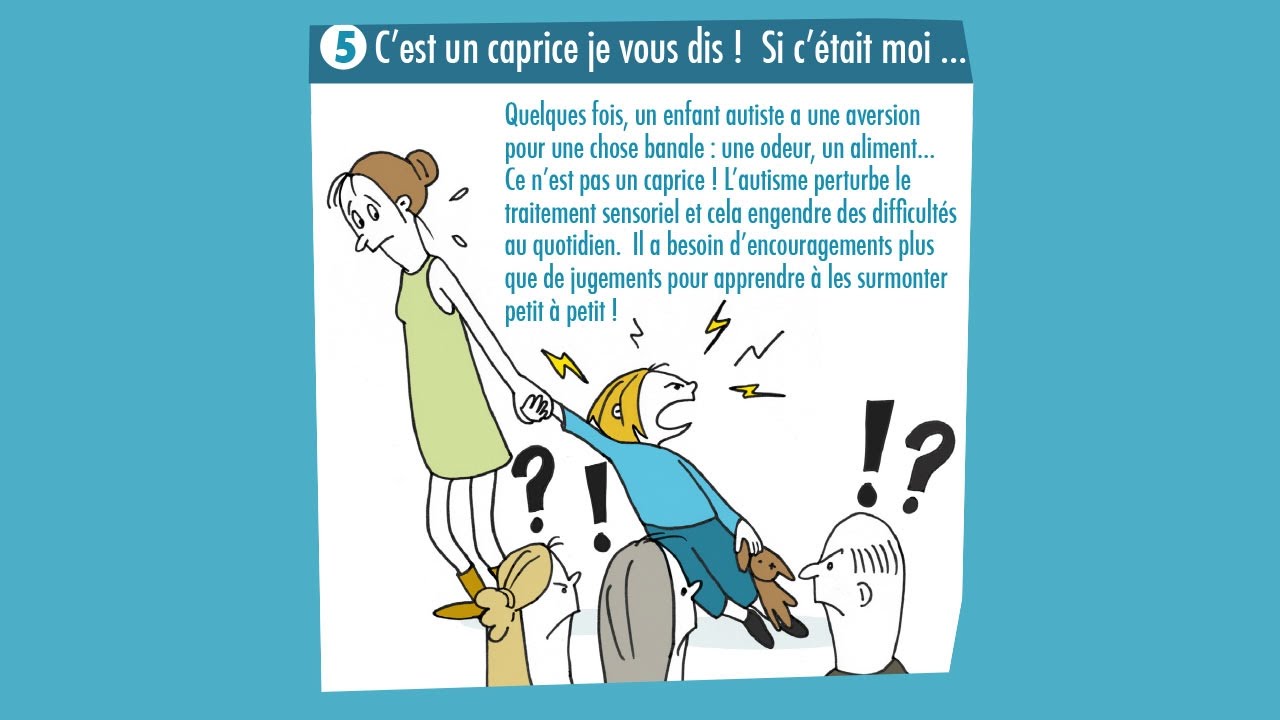 5 C'est un caprice je vous dis ! Si c'était moi ...
Quelques fois, un enfant autiste a une aversion
pour une chose banale : une odeur, un aliment...
Ce n'est pas un caprice ! L'autisme perturbe le
traitement sensoriel et cela engendre des difficultés
au quotidien. Il a besoin d'encouragements plus
que de jugements pour apprendre à les surmonter
petit à petit !
! ?
? !